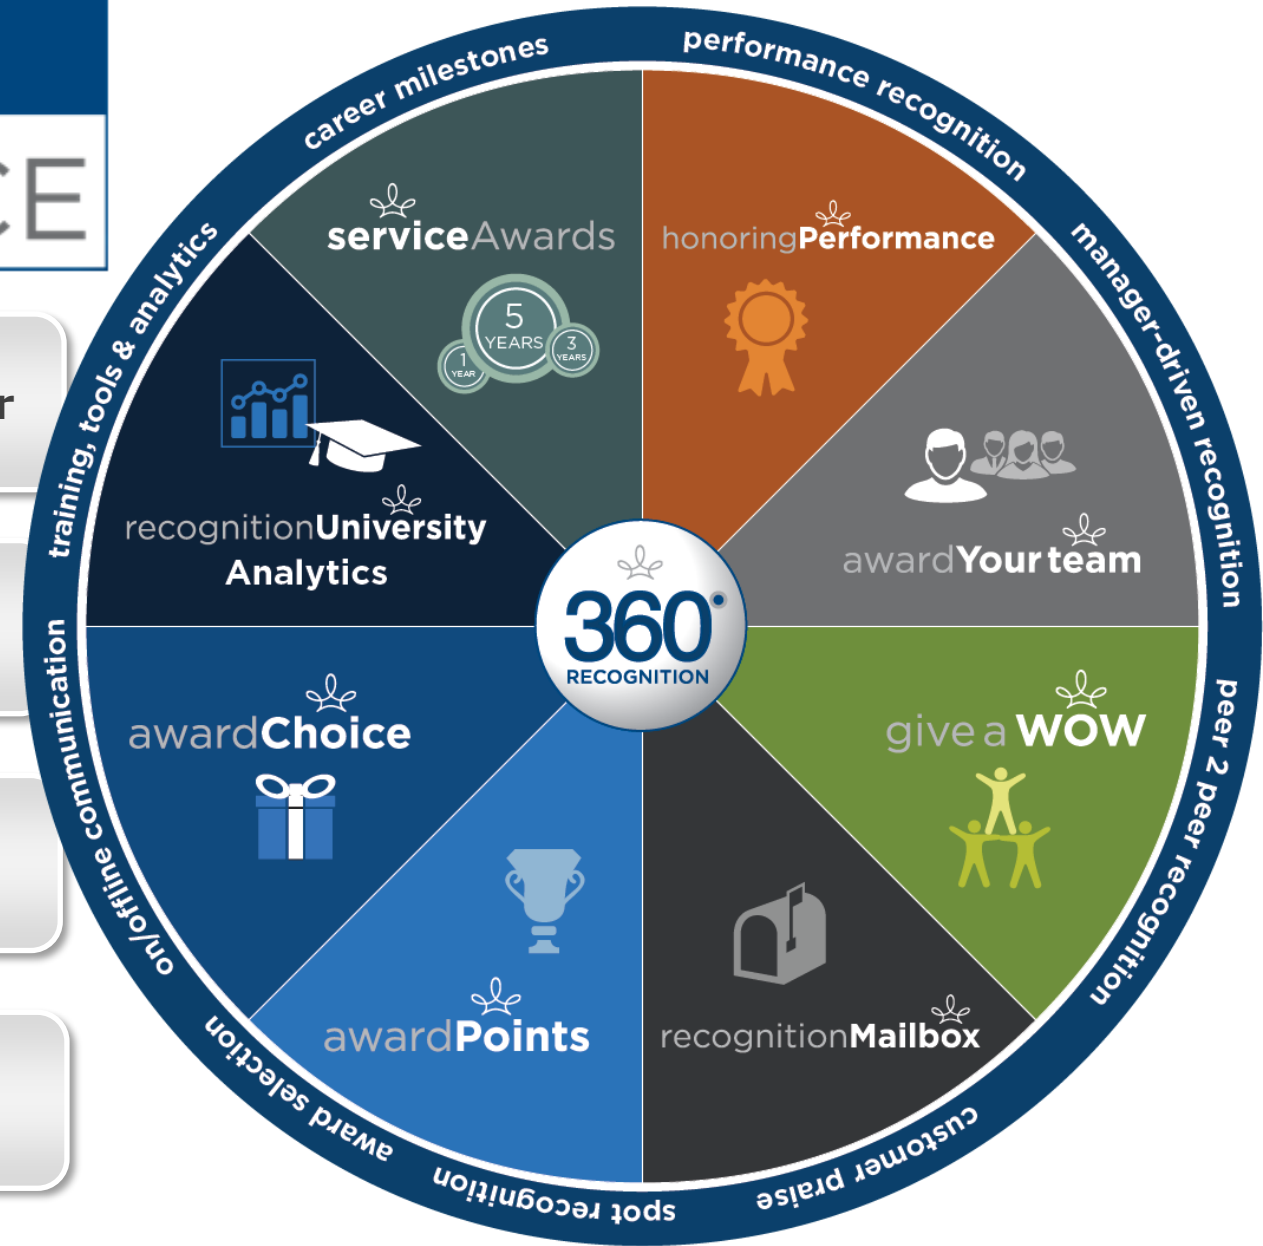 CE
r
career milestones
performance recognition
manager-driven recognition
peer 2 peer recognition
customer praise
spot recognition
award selection
on/offline communication
training, tools & analytics
serviceAwards
5
YEARS
1
YEAR
3
YEARS
honoringPerformance
awardYourteam
give a WOW
recognitionMailbox
awardPoints
awardChoice
recognitionUniversity
Analytics
360°
RECOGNITION